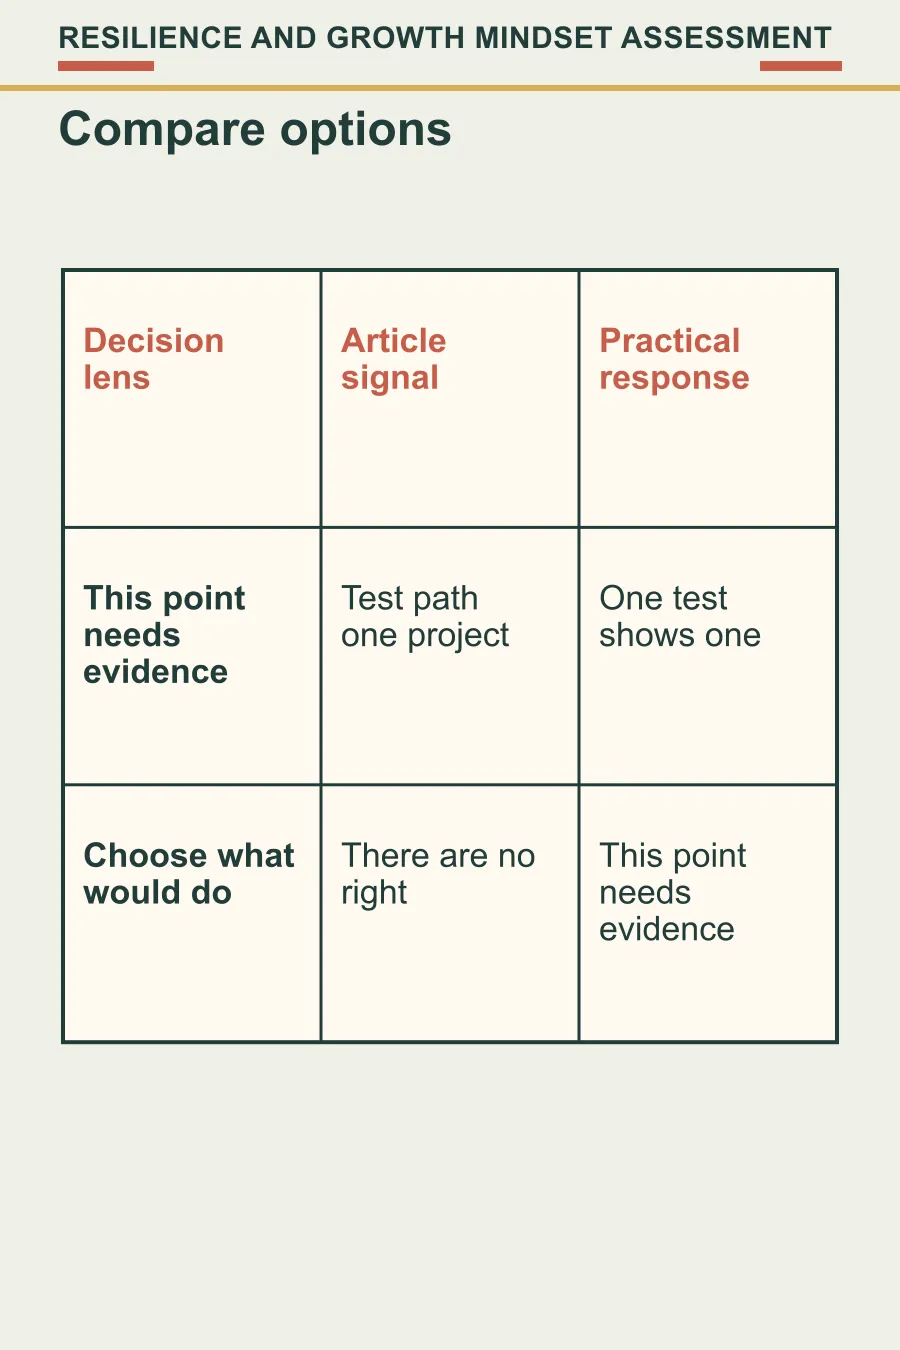 RESILIENCE AND GROWTH MINDSET ASSESSMENT
Compare options
Decision
lens
Article
signal
Practical
response
This point
needs
evidence
Test path
one project
One test
shows one
Choose what
would do
There are no
right
This point
needs
evidence